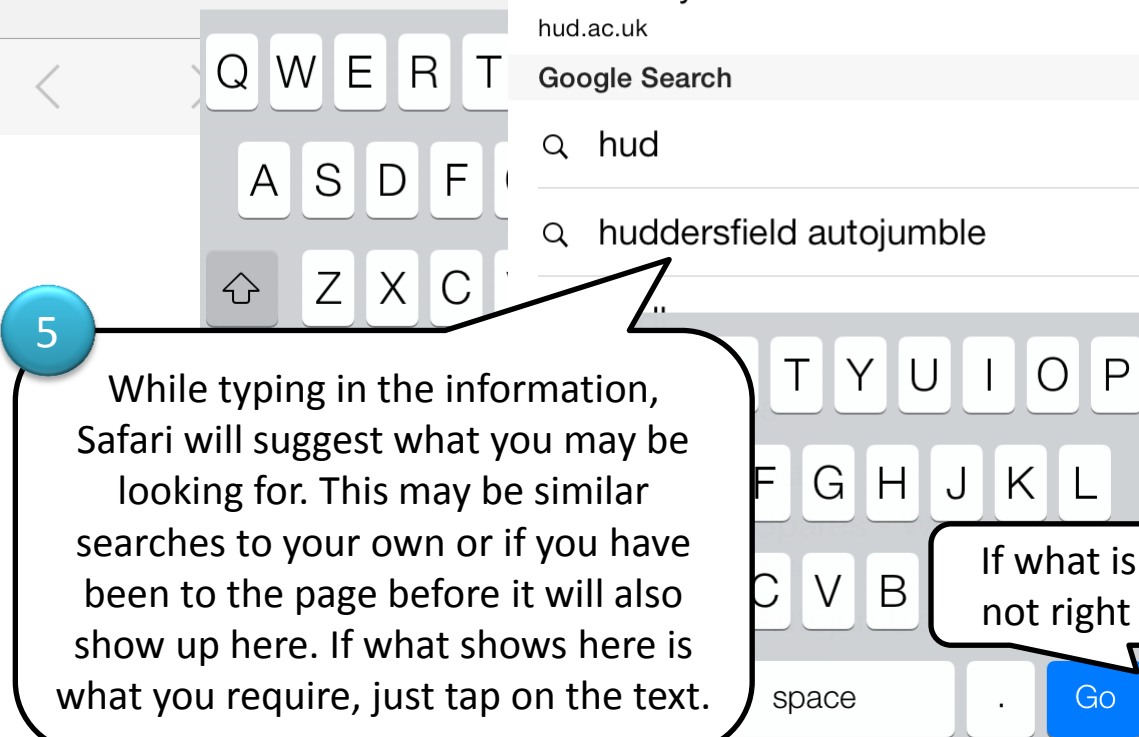 hud.ac.uk
Google Search
hud
huddersfield autojumble
Q W E R T
A S D F
Z X C
5
While typing in the information,
Safari will suggest what you may be
looking for. This may be similar
searches to your own or if you have
been to the page before it will also
show up here. If what shows here is
what you require, just tap on the text.
T Y U I O P
F G H J K L
C V B
If what is
not right
space . Go